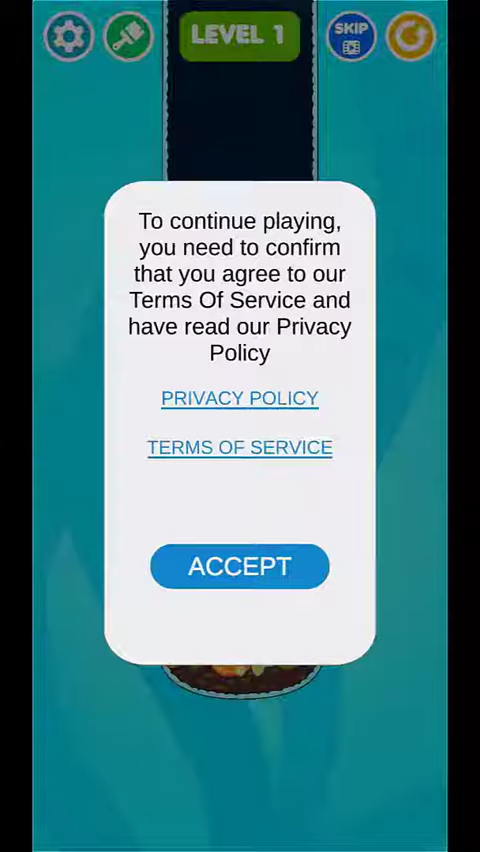 LEVEL 1
SKIP
To continue playing,
you need to confirm
that you agree to our
Terms Of Service and
have read our Privacy
Policy
PRIVACY POLICY
TERMS OF SERVICE
ACCEPT